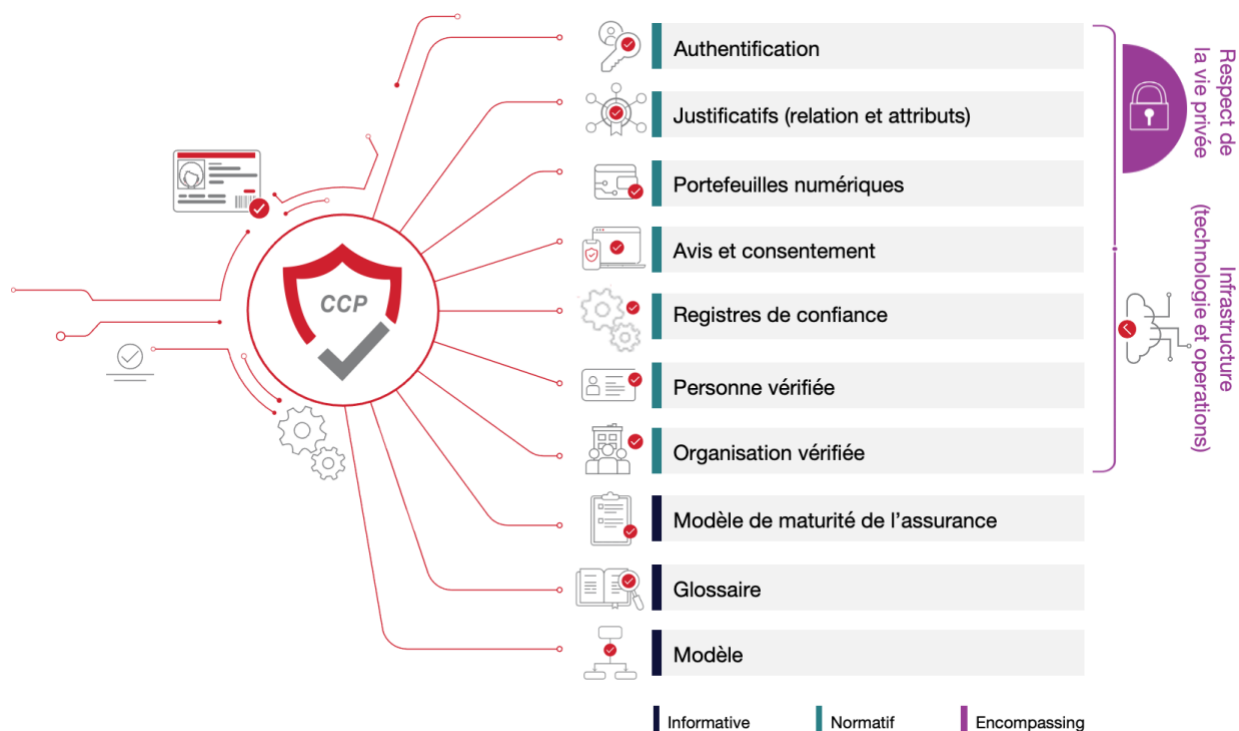 CCP
Authentification
Justificatifs (relation et attributs)
Portefeuilles numériques
Avis et consentement
Registres de confiance
Personne vérifiée
Organisation vérifiée
Modèle de maturité de l’assurance
Glossaire
Modèle
Respect de
la vie privée
Infrastructure
(technologie et operations)
Informative
Normatif
Encompassing